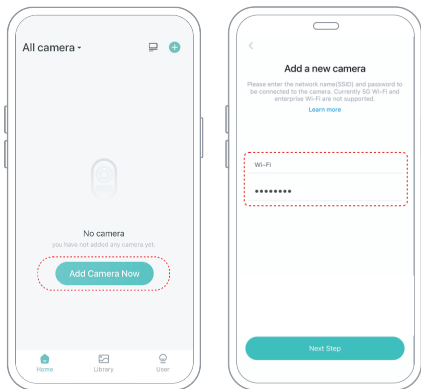 All camera
No camera
you have not added any camera yet.
Add Camera Now
Home
Library
User
Add a new camera
Please enter the network name(SSID) and password to
be connected to the camera. Currently 5G Wi-Fi and
enterprise Wi-Fi are not supported.
Learn more
Wi-Fi
••••••••
Next Step